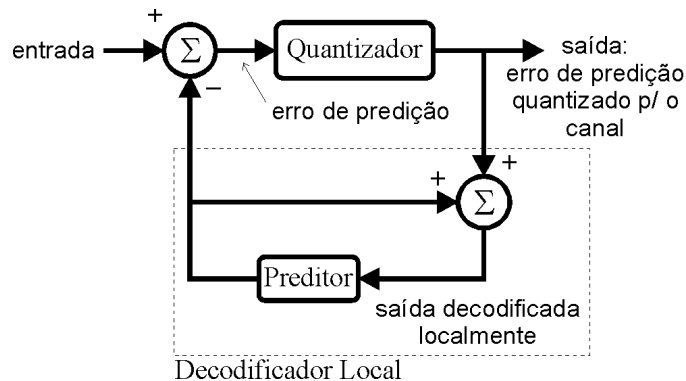 +
entrada
Σ
Quantizador
saída:
erro de predição
quantizado p/ o
canal
−
erro de predição
+
+
Σ
Preditor
saída decodificada
localmente
Decodificador Local